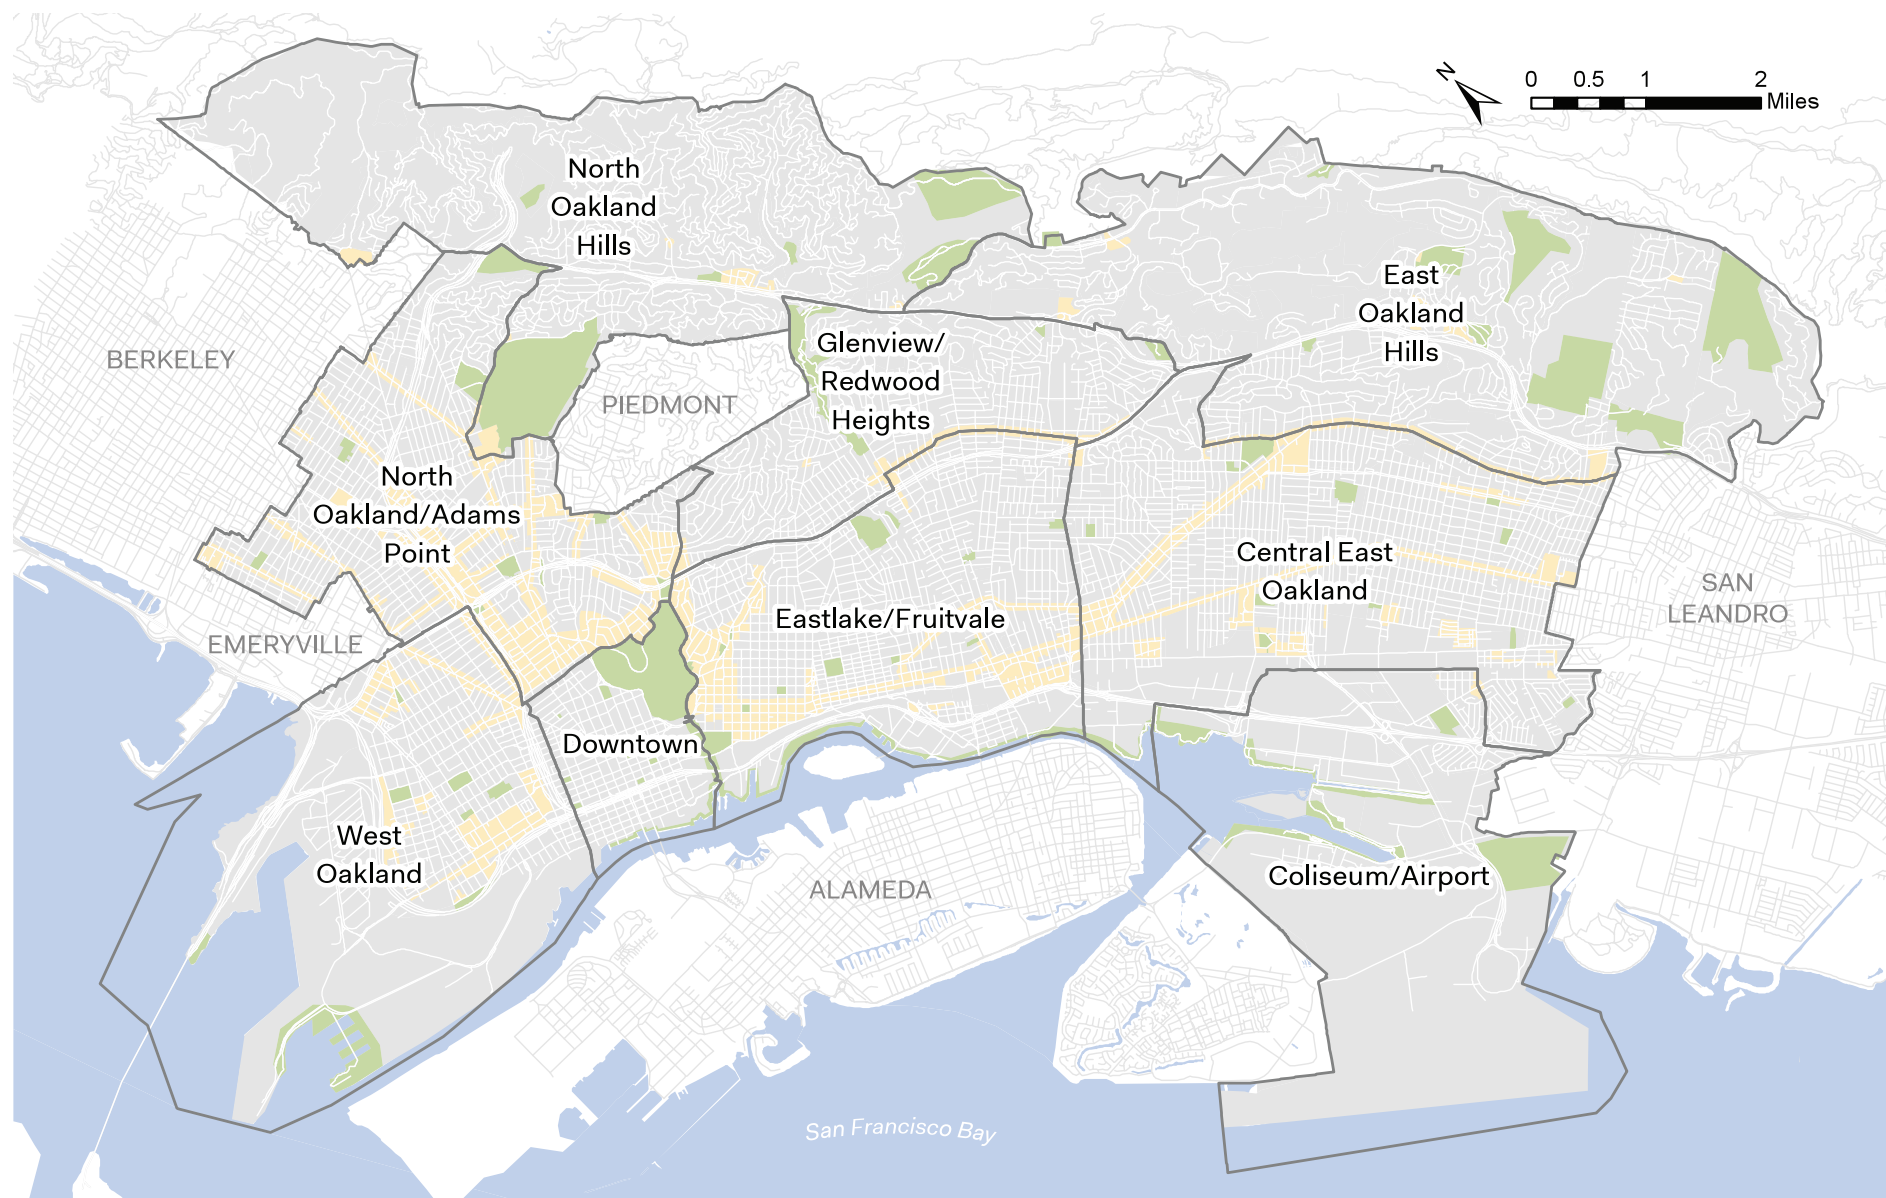 N
0 0.5 1 2
Miles
North
Oakland
Hills
East
Oakland
Hills
Glenview/
Redwood
Heights
BERKELEY
PIEDMONT
North
Oakland/Adams
Point
Central East
Oakland
SAN
LEANDRO
Eastlake/Fruitvale
EMERYVILLE
Downtown
West
Oakland
Coliseum/Airport
ALAMEDA
San Francisco Bay